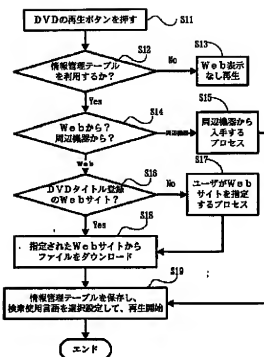 DVDの再生ボタンを押す
S11
S12
情報管理テーブル
を利用するか？
No
S13
Web表示
なし再生
Yes
S14
Webから？
周辺機器から？
周辺機器
S15
周辺機器から
入手する
プロセス
Web
S16
DVDタイトル登録
のWebサイト？
No
S17
ユーザがWeb
サイトを指定
するプロセス
Yes
S18
指定されたWebサイトから
ファイルをダウンロード
S19
情報管理テーブルを保存し、
検索使用言語を選択設定して、再生開始
エンド